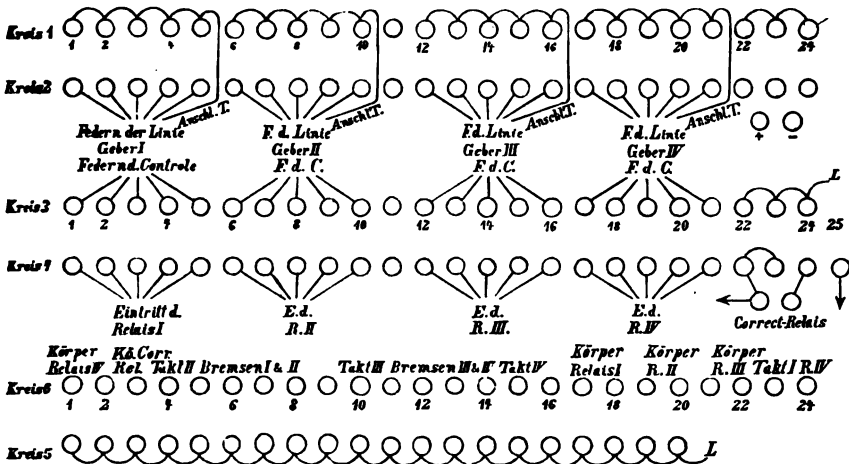 Kreis 1
1 2 4 6 8 10 12 14 16 18 20 22 24
Kreis 2
Anschl. T. Anschl. T. Anschl. T. Anschl. T.
Federn der Linie F. d. Linie F. d. Linie F. d. Linie + –
Geber I Geber II Geber III Geber IV
Federn d. Controle F. d. C. F. d. C. F. d. C.
L
Kreis 3
1 2 4 6 8 10 12 14 16 18 20 22 24 25
Kreis 4
Eintritt d. E. d. E. d. E. d.
Relais I R. II R. III. R. IV Correct-Relais
Körper Kö. Corr. Körper Körper Körper
Relais IV Rel. Takt II Bremsen I & II Takt III Bremsen III & IV Takt IV Relais I R. II R. III Takt I R. IV
Kreis 6
1 2 4 6 8 10 12 14 16 18 20 22 24
Kreis 5 L